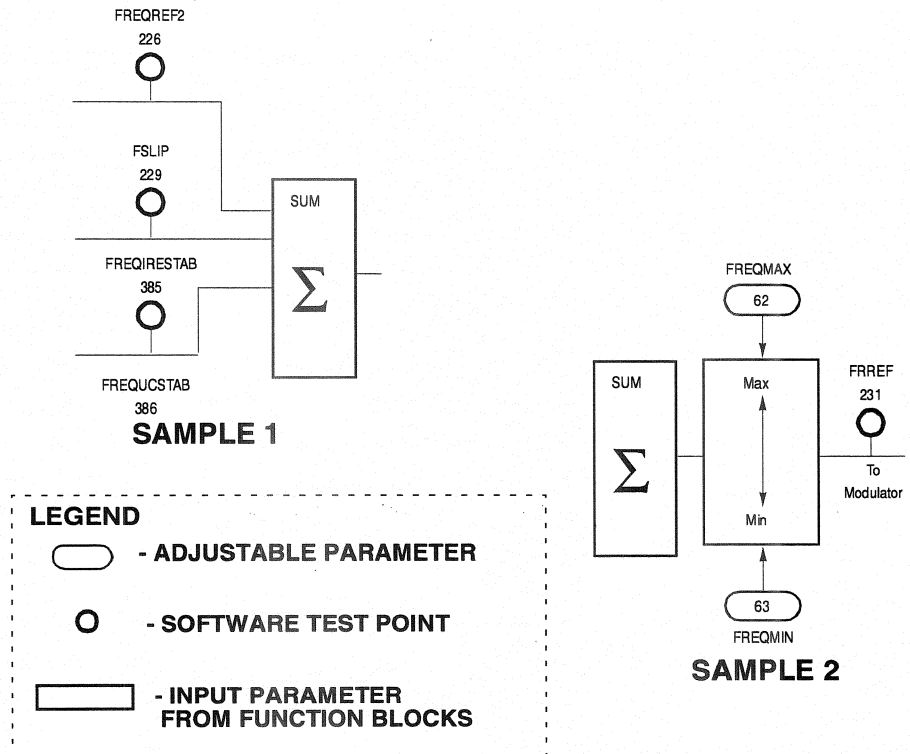 FREQREF2
226
FSLIP
229
FREQIRESTAB
385
FREQUCSTAB
386
SUM
Σ
SAMPLE 1
FREQMAX
62
SUM
Σ
Max
Min
FRREF
231
To
Modulator
63
FREQMIN
SAMPLE 2
LEGEND
- ADJUSTABLE PARAMETER
- SOFTWARE TEST POINT
- INPUT PARAMETER
FROM FUNCTION BLOCKS